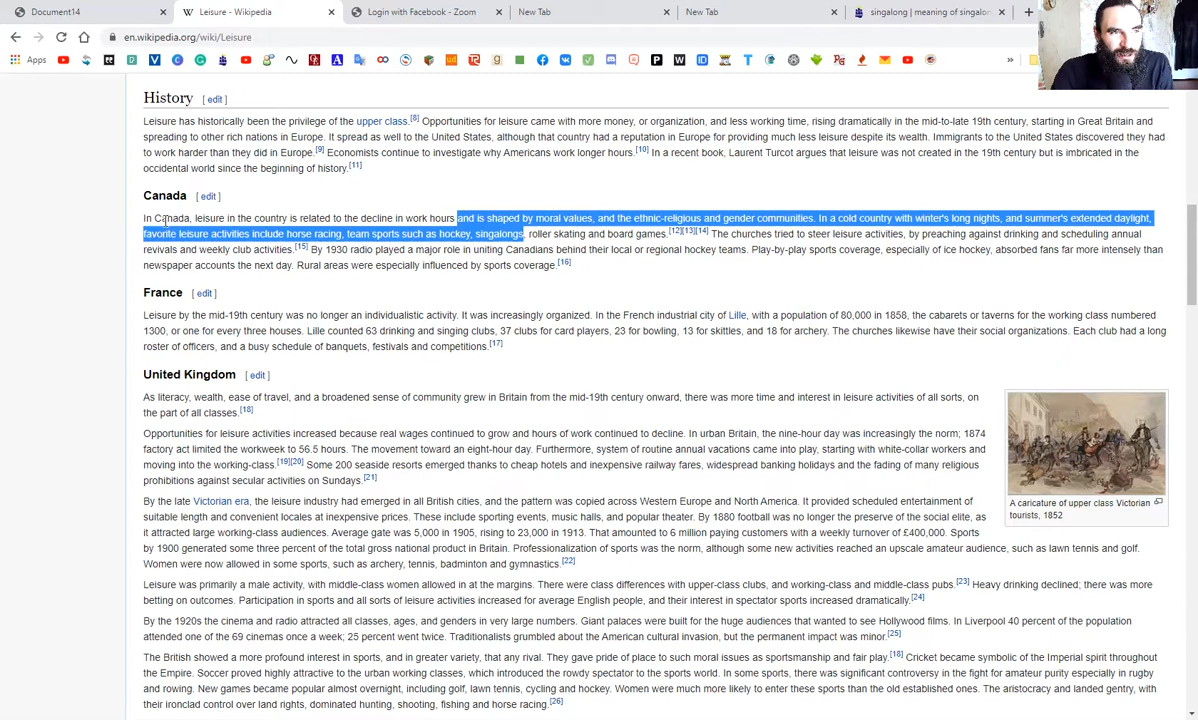 Document14
Leisure - Wikipedia
Login with Facebook - Zoom
New Tab
New Tab
singalong | meaning of singalon
en.wikipedia.org/wiki/Leisure
Apps
History [ edit ]
Leisure has historically been the privilege of the upper class.[8] Opportunities for leisure came with more money, or organization, and less working time, rising dramatically in the mid-to-late 19th century, starting in Great Britain and
spreading to other rich nations in Europe. It spread as well to the United States, although that country had a reputation in Europe for providing much less leisure despite its wealth. Immigrants to the United States discovered they had
to work harder than they did in Europe.[9] Economists continue to investigate why Americans work longer hours.[10] In a recent book, Laurent Turcot argues that leisure was not created in the 19th century but is imbricated in the
occidental world since the beginning of history.[11]
Canada [ edit ]
In Canada, leisure in the country is related to the decline in work hours and is shaped by moral values, and the ethnic-religious and gender communities. In a cold country with winter's long nights, and summer's extended daylight,
favorite leisure activities include horse racing, team sports such as hockey, singalongs, roller skating and board games.[12][13][14] The churches tried to steer leisure activities, by preaching against drinking and scheduling annual
revivals and weekly club activities.[15] By 1930 radio played a major role in uniting Canadians behind their local or regional hockey teams. Play-by-play sports coverage, especially of ice hockey, absorbed fans far more intensely than
newspaper accounts the next day. Rural areas were especially influenced by sports coverage.[16]
France [ edit ]
Leisure by the mid-19th century was no longer an individualistic activity. It was increasingly organized. In the French industrial city of Lille, with a population of 80,000 in 1858, the cabarets or taverns for the working class numbered
1300, or one for every three houses. Lille counted 63 drinking and singing clubs, 37 clubs for card players, 23 for bowling, 13 for skittles, and 18 for archery. The churches likewise have their social organizations. Each club had a long
roster of officers, and a busy schedule of banquets, festivals and competitions.[17]
United Kingdom [ edit ]
As literacy, wealth, ease of travel, and a broadened sense of community grew in Britain from the mid-19th century onward, there was more time and interest in leisure activities of all sorts, on
the part of all classes.[18]
Opportunities for leisure activities increased because real wages continued to grow and hours of work continued to decline. In urban Britain, the nine-hour day was increasingly the norm; 1874
factory act limited the workweek to 56.5 hours. The movement toward an eight-hour day. Furthermore, system of routine annual vacations came into play, starting with white-collar workers and
moving into the working-class.[19][20] Some 200 seaside resorts emerged thanks to cheap hotels and inexpensive railway fares, widespread banking holidays and the fading of many religious
prohibitions against secular activities on Sundays.[21]
A caricature of upper class Victorian
tourists, 1852
By the late Victorian era, the leisure industry had emerged in all British cities, and the pattern was copied across Western Europe and North America. It provided scheduled entertainment of
suitable length and convenient locales at inexpensive prices. These include sporting events, music halls, and popular theater. By 1880 football was no longer the preserve of the social elite, as
it attracted large working-class audiences. Average gate was 5,000 in 1905, rising to 23,000 in 1913. That amounted to 6 million paying customers with a weekly turnover of £400,000. Sports
by 1900 generated some three percent of the total gross national product in Britain. Professionalization of sports was the norm, although some new activities reached an upscale amateur audience, such as lawn tennis and golf.
Women were now allowed in some sports, such as archery, tennis, badminton and gymnastics.[22]
Leisure was primarily a male activity, with middle-class women allowed in at the margins. There were class differences with upper-class clubs, and working-class and middle-class pubs.[23] Heavy drinking declined; there was more
betting on outcomes. Participation in sports and all sorts of leisure activities increased for average English people, and their interest in spectator sports increased dramatically.[24]
By the 1920s the cinema and radio attracted all classes, ages, and genders in very large numbers. Giant palaces were built for the huge audiences that wanted to see Hollywood films. In Liverpool 40 percent of the population
attended one of the 69 cinemas once a week; 25 percent went twice. Traditionalists grumbled about the American cultural invasion, but the permanent impact was minor.[25]
The British showed a more profound interest in sports, and in greater variety, that any rival. They gave pride of place to such moral issues as sportsmanship and fair play.[18] Cricket became symbolic of the Imperial spirit throughout
the Empire. Soccer proved highly attractive to the urban working classes, which introduced the rowdy spectator to the sports world. In some sports, there was significant controversy in the fight for amateur purity especially in rugby
and rowing. New games became popular almost overnight, including golf, lawn tennis, cycling and hockey. Women were much more likely to enter these sports than the old established ones. The aristocracy and landed gentry, with
their ironclad control over land rights, dominated hunting, shooting, fishing and horse racing.[26]